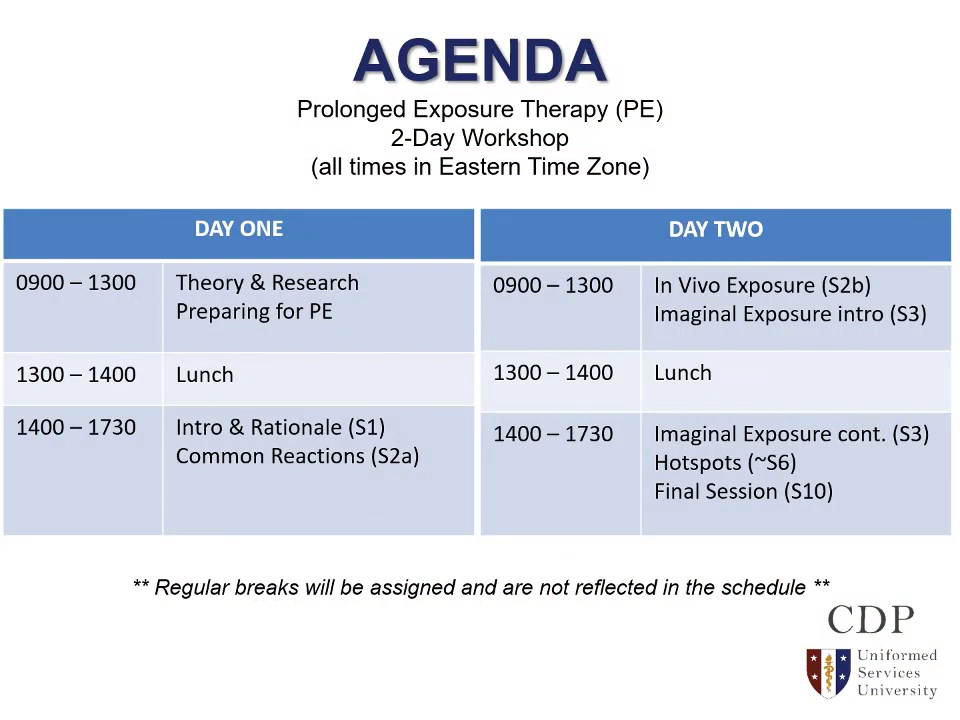 AGENDA
Prolonged Exposure Therapy (PE)
2-Day Workshop
(all times in Eastern Time Zone)
DAY ONE
0900 – 1300
Theory & Research
Preparing for PE
1300 – 1400
Lunch
1400 – 1730
Intro & Rationale (S1)
Common Reactions (S2a)
DAY TWO
0900 – 1300
In Vivo Exposure (S2b)
Imaginal Exposure intro (S3)
1300 – 1400
Lunch
1400 – 1730
Imaginal Exposure cont. (S3)
Hotspots (~S6)
Final Session (S10)
** Regular breaks will be assigned and are not reflected in the schedule **
CDP
Uniformed
Services
University